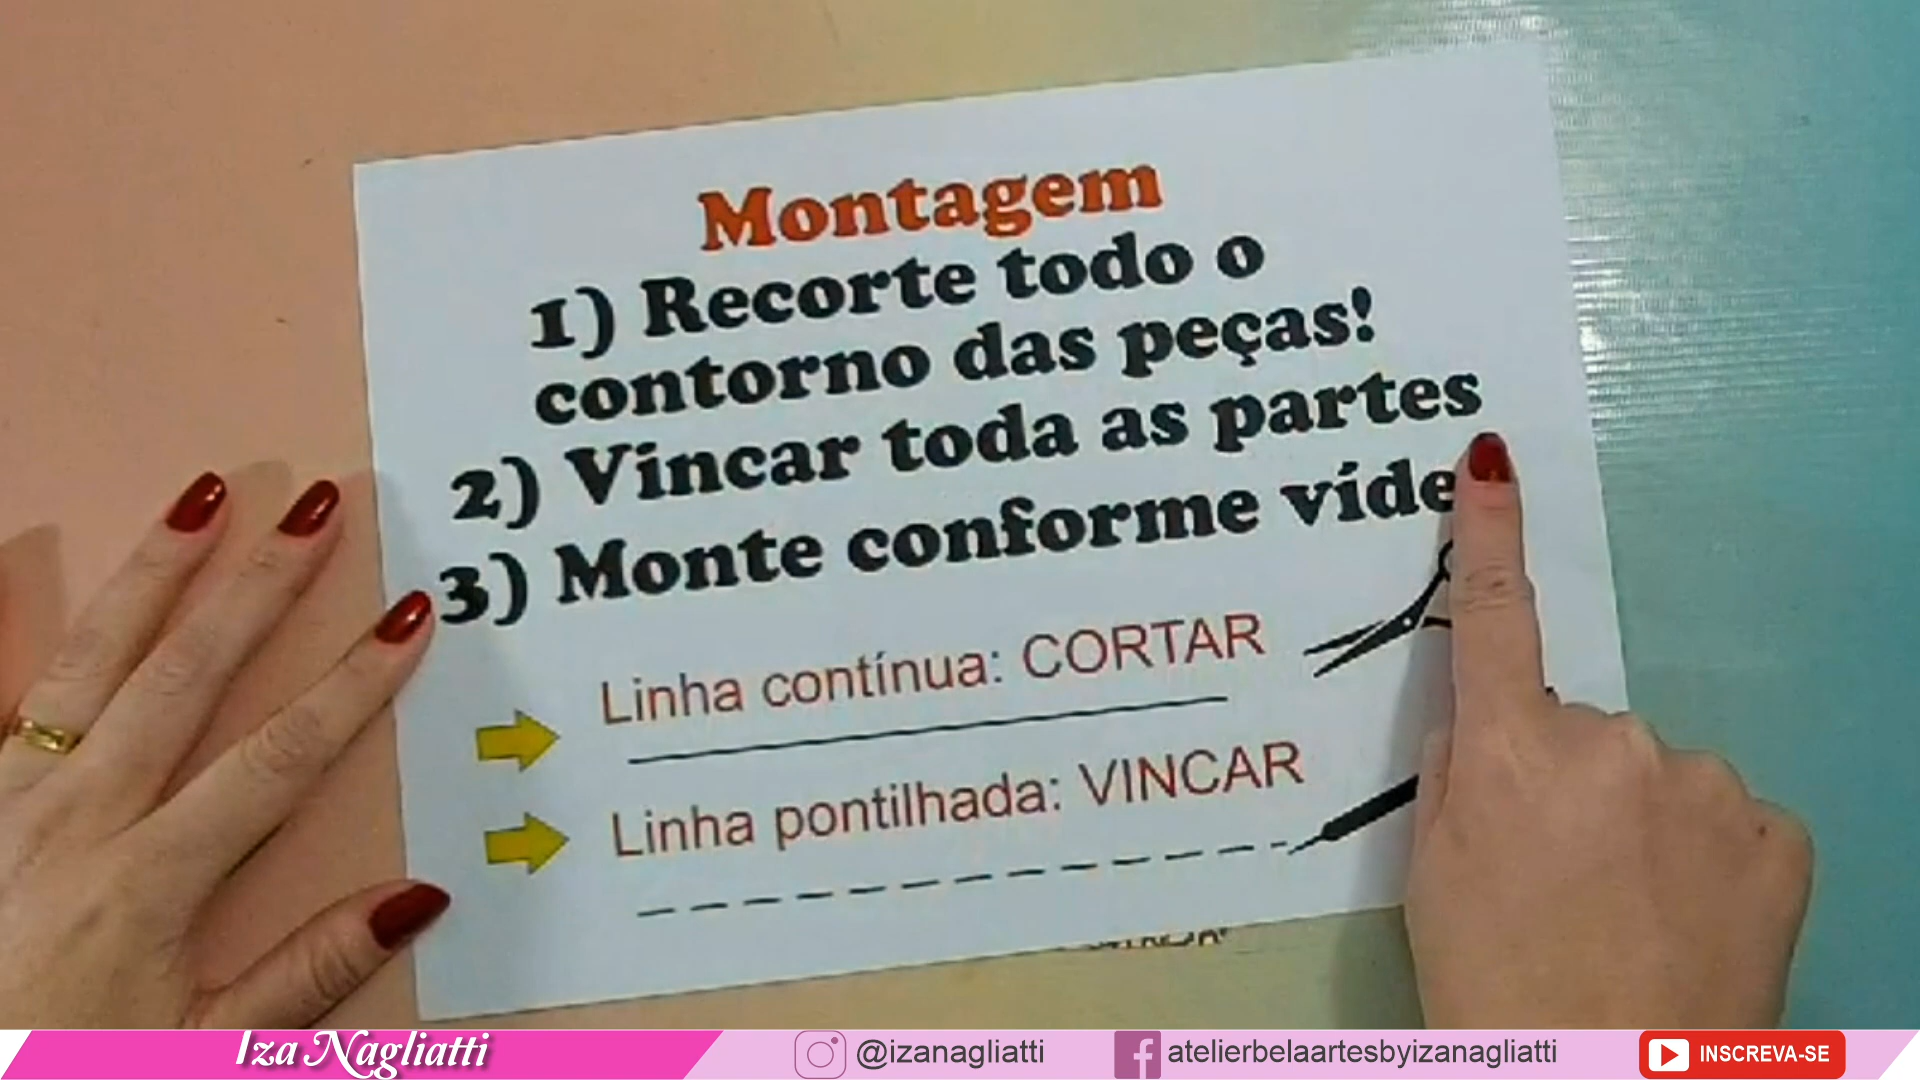 Montagem
1) Recorte todo o
contorno das peças!
2) Vincar toda as partes
3) Monte conforme víde
Linha contínua: CORTAR
Linha pontilhada: VINCAR
Iza Nagliatti
@izanagliatti
atelierbelaartesbyizanagliatti
INSCREVA-SE